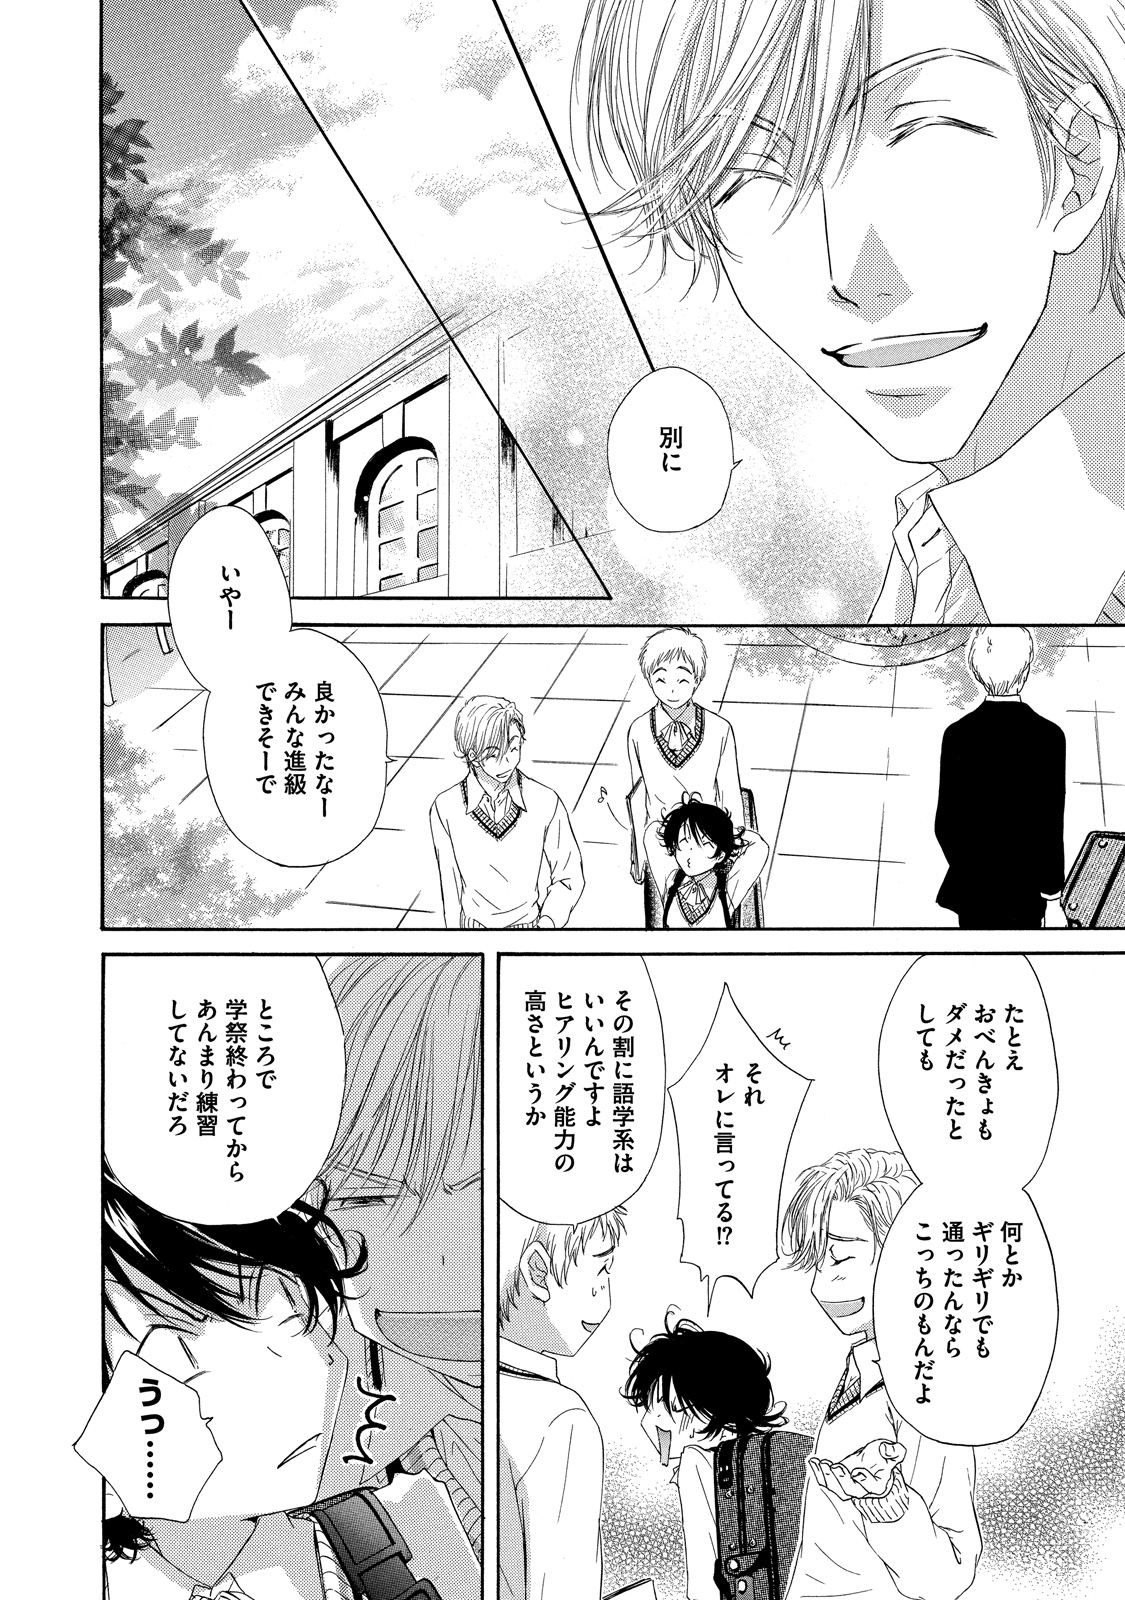 別に
いやー
良かったなー
みんな進級
できそーで
たとえ
おべんきょも
ダメだったと
しても
何とか
ギリギリでも
通ったんなら
こっちのもんだよ
それ
オレに言ってる!?
その割に語学系は
いいんですよ
ヒアリング能力の
高さというか
ところで
学祭終わってから
あんまり練習
してないだろ
うっ……